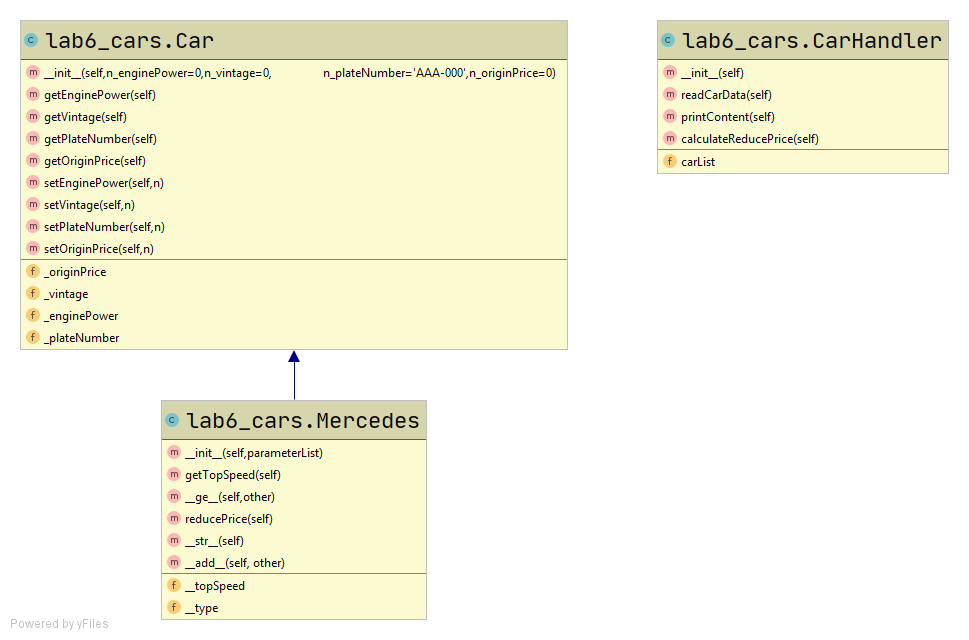 C lab6_cars.Car
m __init__(self,n_enginePower=0,n_vintage=0, n_plateNumber='AAA-000',n_originPrice=0)
m getEnginePower(self)
m getVintage(self)
m getPlateNumber(self)
m getOriginPrice(self)
m setEnginePower(self,n)
m setVintage(self,n)
m setPlateNumber(self,n)
m setOriginPrice(self,n)
f _originPrice
f _vintage
f _enginePower
f _plateNumber
C lab6_cars.CarHandler
m __init__(self)
m readCarData(self)
m printContent(self)
m calculateReducePrice(self)
f carList
C lab6_cars.Mercedes
m __init__(self,parameterList)
m getTopSpeed(self)
m __ge__(self,other)
m reducePrice(self)
m __str__(self)
m __add__(self, other)
f __topSpeed
f __type
Powered by yFiles